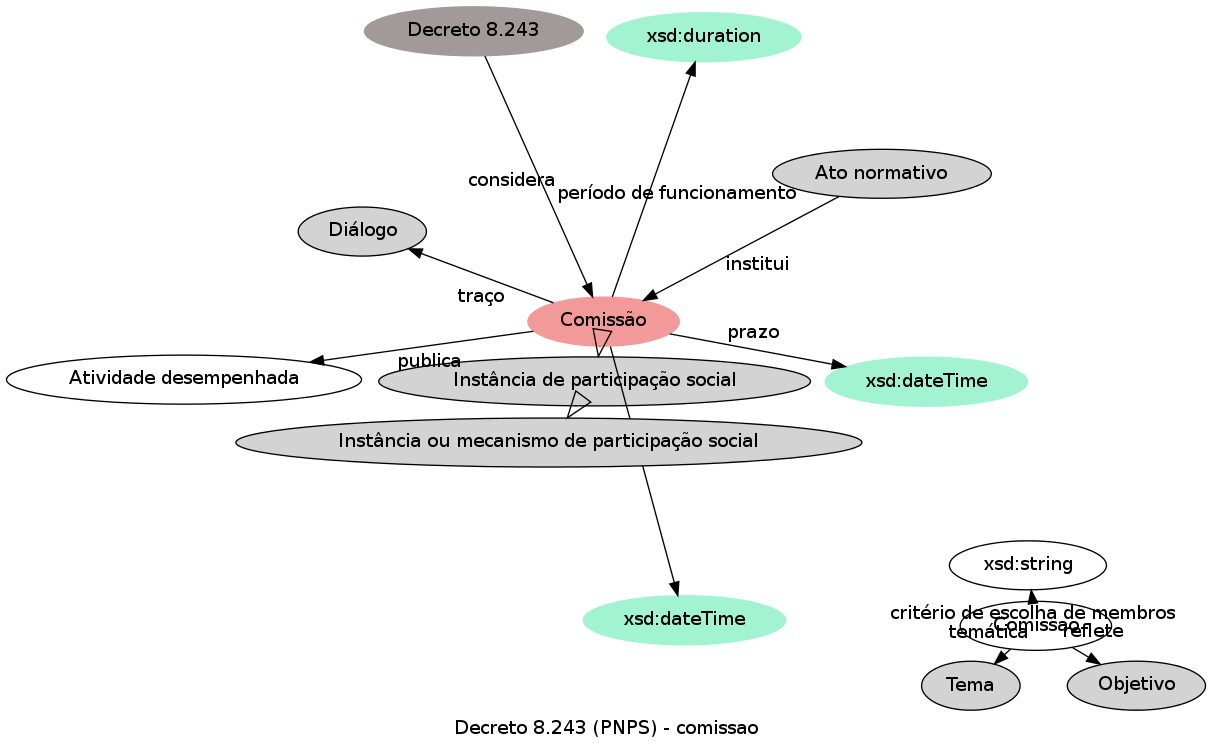 Decreto 8.243
xsd:duration
Ato normativo
considera
período de funcionamento
Diálogo
institui
traço
Comissão
prazo
publica
Atividade desempenhada
Instância de participação social
xsd:dateTime
Instância ou mecanismo de participação social
xsd:string
critério de escolha de membros
Comissao
temática
reflete
xsd:dateTime
Tema
Objetivo
Decreto 8.243 (PNPS) - comissao